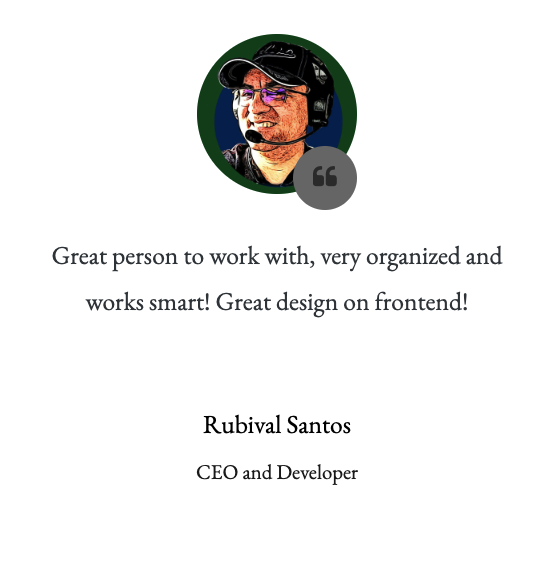 Great person to work with, very organized and
works smart! Great design on frontend!
Rubival Santos
CEO and Developer